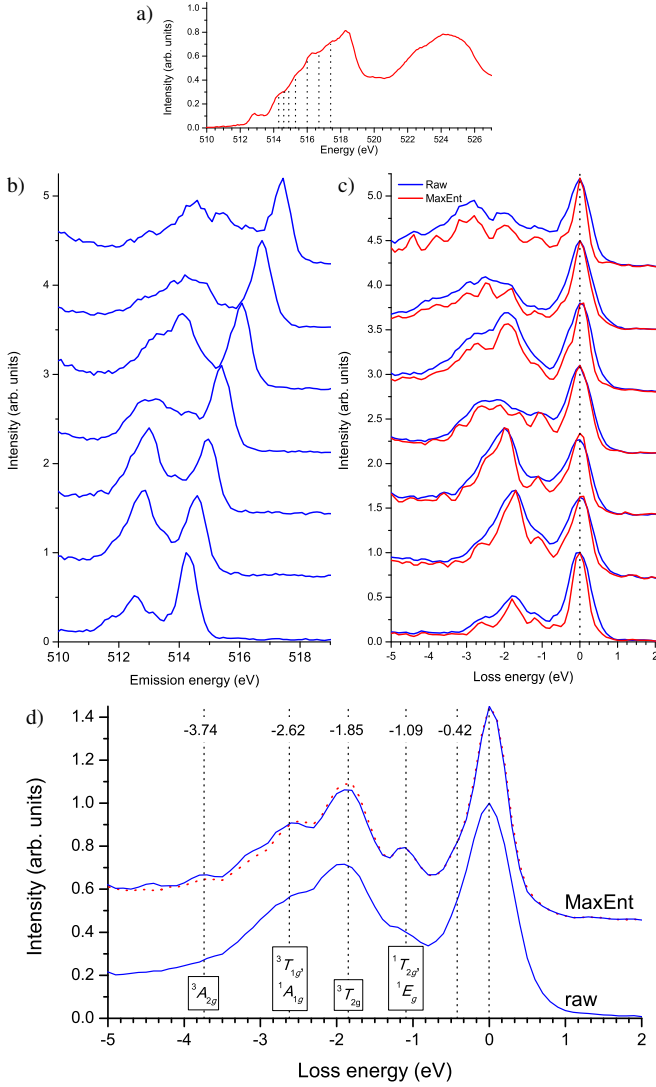 a)
Intensity (arb. units)
1.0
0.8
0.6
0.4
0.2
0.0
510 512 514 516 518 520 522 524 526
Energy (eV)
b)
Intensity (arb. units)
5
4
3
2
1
0
510 512 514 516 518
Emission energy (eV)
c)
Raw
MaxEnt
Intensity (arb. units)
5.0
4.5
4.0
3.5
3.0
2.5
2.0
1.5
1.0
0.5
0.0
-5 -4 -3 -2 -1 0 1 2
Loss energy (eV)
d)
Intensity (arb. units)
1.4
1.2
1.0
0.8
0.6
0.4
0.2
0.0
-3.74 -2.62 -1.85 -1.09 -0.42
MaxEnt
raw
³A₂g
³T₁g,
¹A₁g
³T₂g
¹T₂g,
¹Eg
-5 -4 -3 -2 -1 0 1 2
Loss energy (eV)